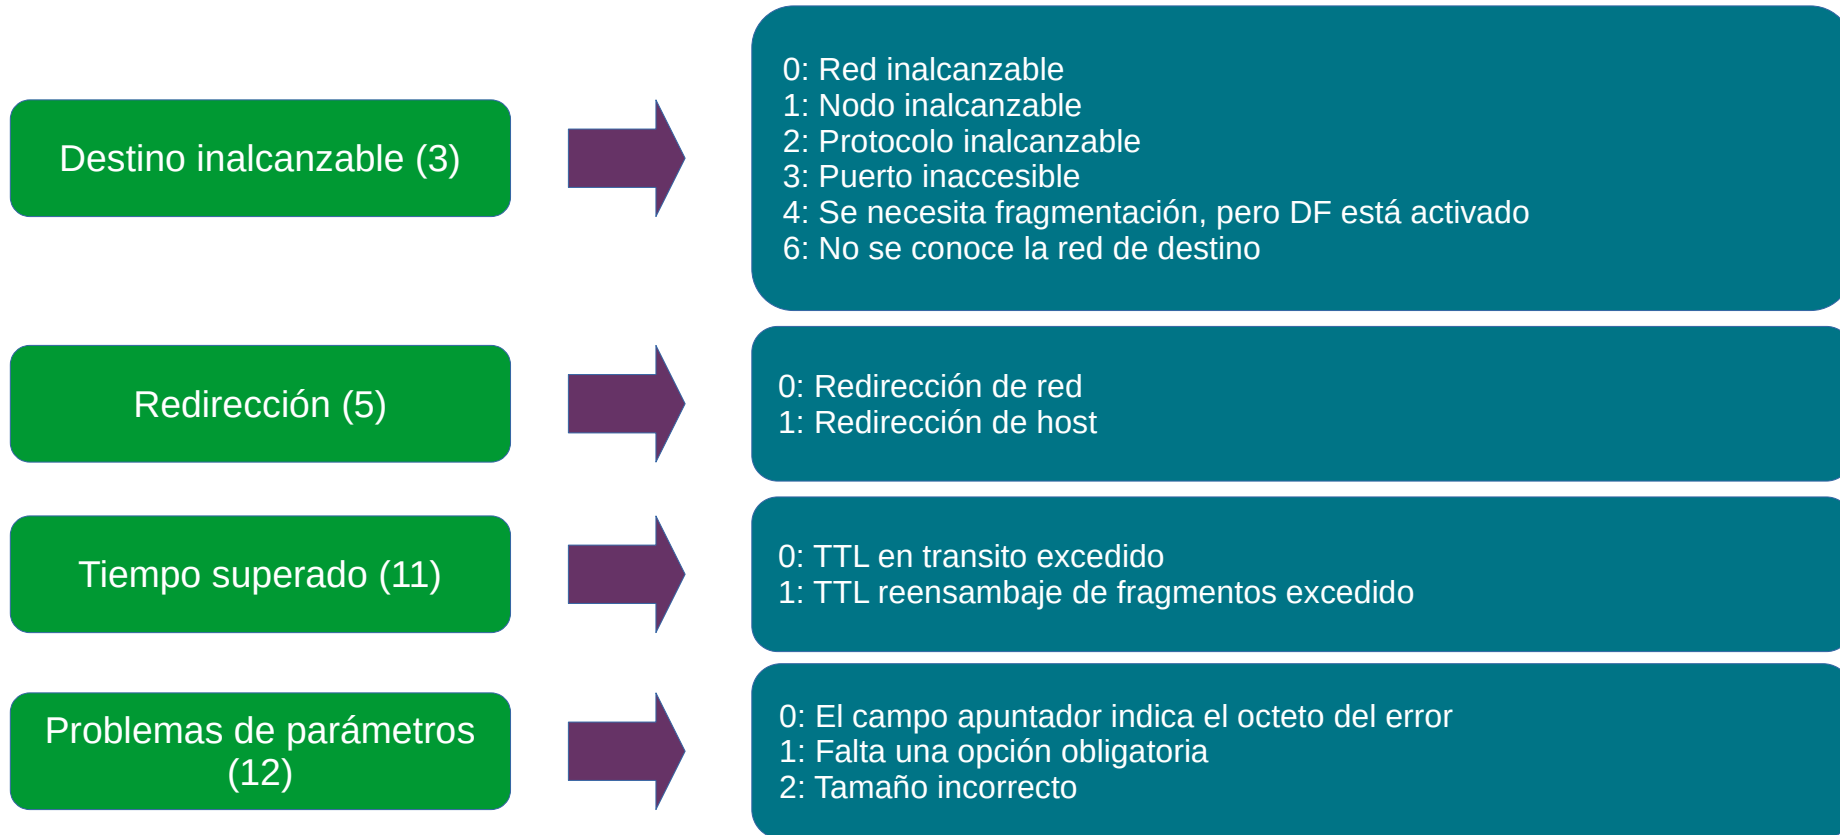 Destino inalcanzable (3)
0: Red inalcanzable
1: Nodo inalcanzable
2: Protocolo inalcanzable
3: Puerto inaccesible
4: Se necesita fragmentación, pero DF está activado
6: No se conoce la red de destino
Redirección (5)
0: Redirección de red
1: Redirección de host
Tiempo superado (11)
0: TTL en transito excedido
1: TTL reensambaje de fragmentos excedido
Problemas de parámetros
(12)
0: El campo apuntador indica el octeto del error
1: Falta una opción obligatoria
2: Tamaño incorrecto